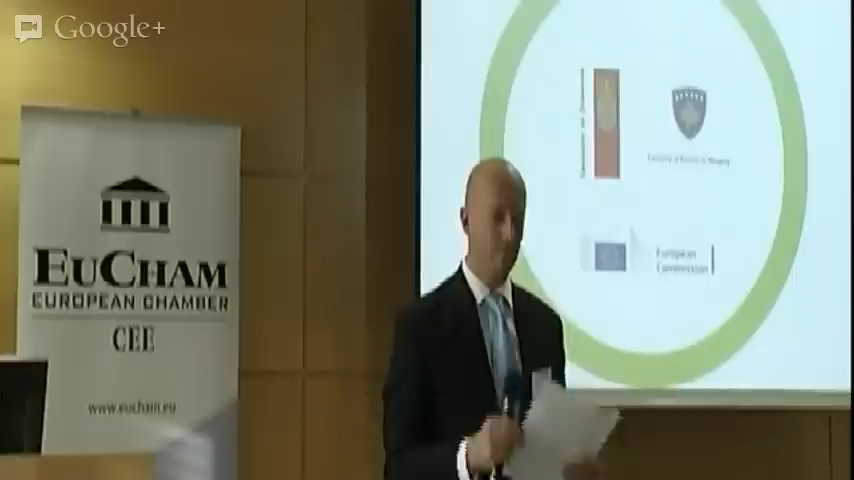 Google+
EUCHAM
EUROPEAN CHAMBER
CEE
www.eucham.eu
European
Commission